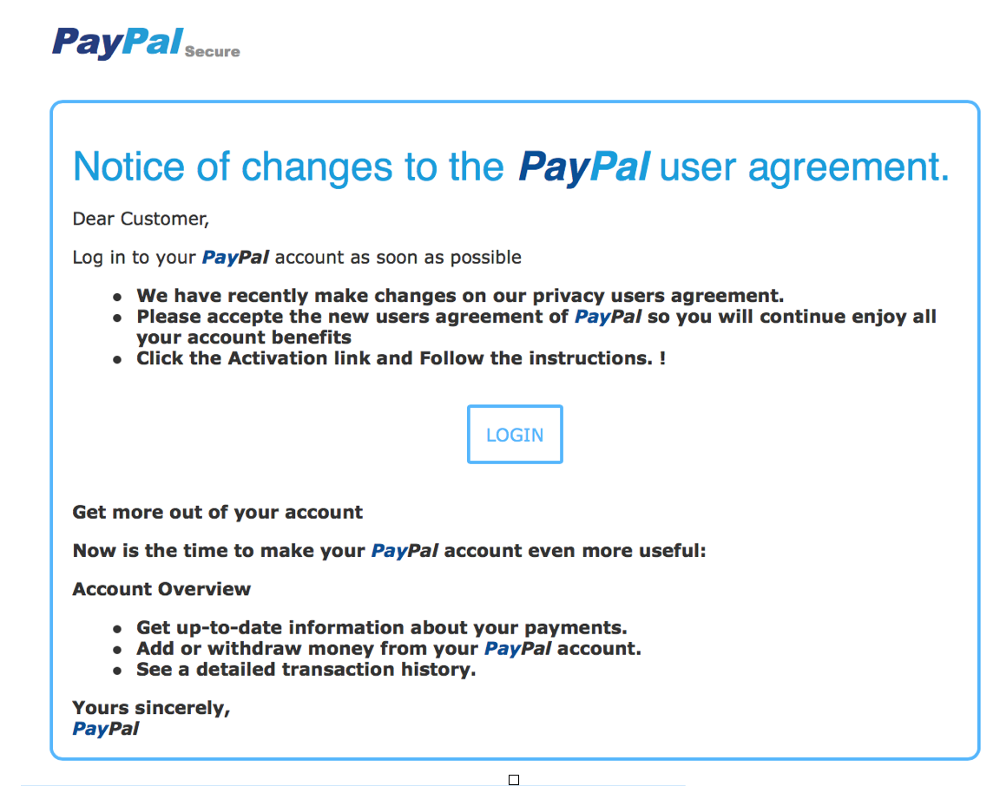 PayPal Secure
Notice of changes to the PayPal user agreement.
Dear Customer,
Log in to your PayPal account as soon as possible
• We have recently make changes on our privacy users agreement.
• Please accepte the new users agreement of PayPal so you will continue enjoy all
your account benefits
• Click the Activation link and Follow the instructions. !
LOGIN
Get more out of your account
Now is the time to make your PayPal account even more useful:
Account Overview
• Get up-to-date information about your payments.
• Add or withdraw money from your PayPal account.
• See a detailed transaction history.
Yours sincerely,
PayPal